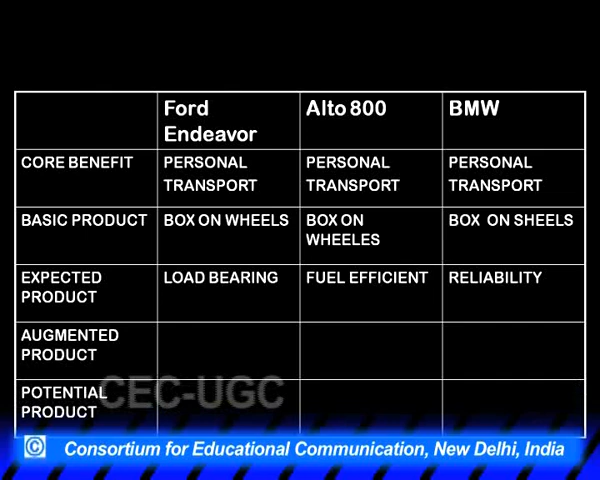 Ford Endeavor
Alto 800
BMW
CORE BENEFIT
PERSONAL TRANSPORT
PERSONAL TRANSPORT
PERSONAL TRANSPORT
BASIC PRODUCT
BOX ON WHEELS
BOX ON WHEELES
BOX ON SHEELS
EXPECTED PRODUCT
LOAD BEARING
FUEL EFFICIENT
RELIABILITY
AUGMENTED PRODUCT
POTENTIAL PRODUCT
CEC-UGC
© Consortium for Educational Communication, New Delhi, India